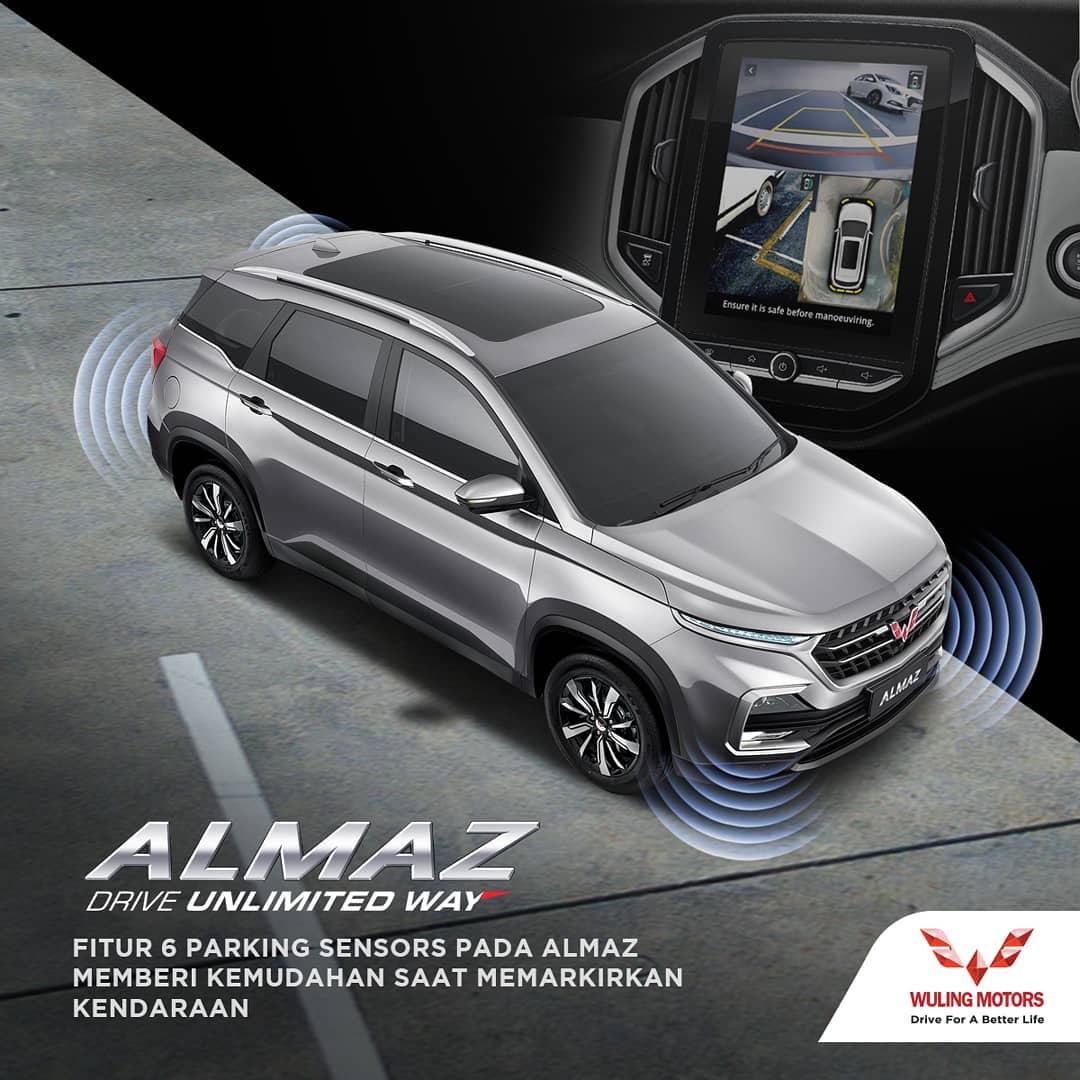 Ensure it is safe before manoeuviring.
ALMAZ
ALMAZ
DRIVE UNLIMITED WAY
FITUR 6 PARKING SENSORS PADA ALMAZ
MEMBERI KEMUDAHAN SAAT MEMARKIRKAN
KENDARAAN
WULING MOTORS
Drive For A Better Life